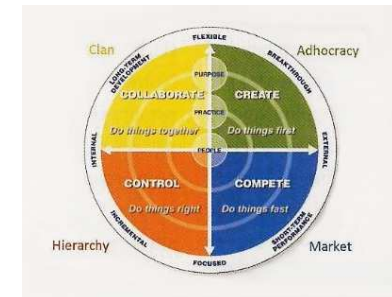 FLEXIBLE
Clan
Adhocracy
LONG-TERM
DEVELOPMENT
BREAKTHROUGH
PURPOSE
COLLABORATE
CREATE
PRACTICE
Do things together
Do things first
INTERNAL
PEOPLE
EXTERNAL
CONTROL
COMPETE
Do things right
Do things fast
INCREMENTAL
SHORT-TERM
PERFORMANCE
Hierarchy
Market
FOCUSED